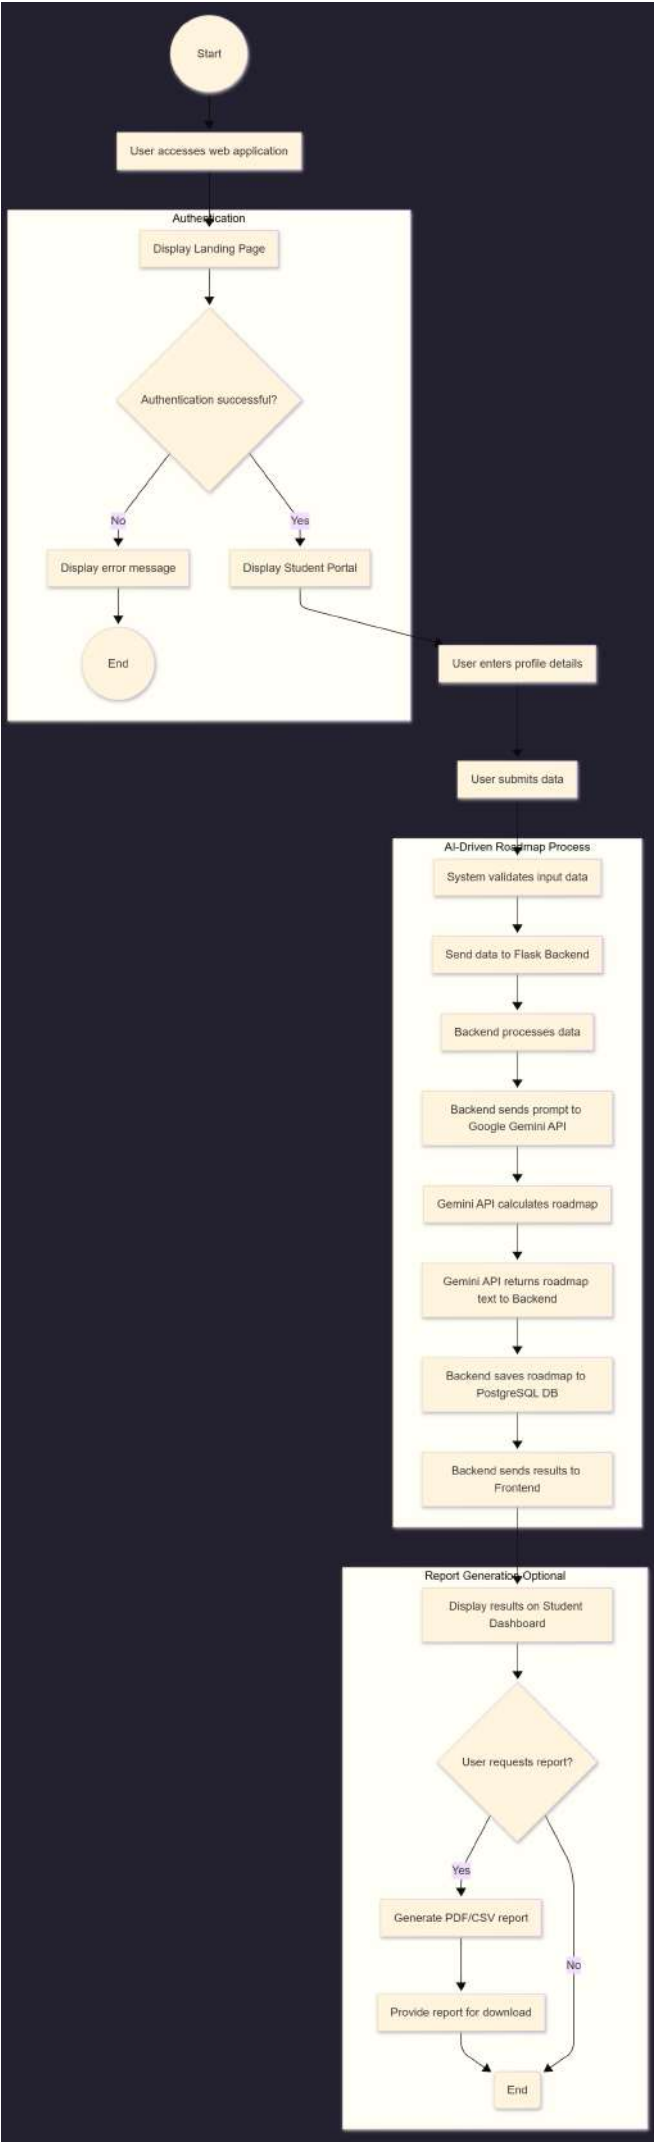 Start
User accesses web application
Authentication
Display Landing Page
Authentication successful?
No
Yes
Display error message
Display Student Portal
End
User enters profile details
User submits data
AI-Driven Roadmap Process
System validates input data
Send data to Flask Backend
Backend processes data
Backend sends prompt to
Google Gemini API
Gemini API calculates roadmap
Gemini API returns roadmap
text to Backend
Backend saves roadmap to
PostgreSQL DB
Backend sends results to
Frontend
Report Generation Optional
Display results on Student
Dashboard
User requests report?
Yes
Generate PDF/CSV report
No
Provide report for download
End